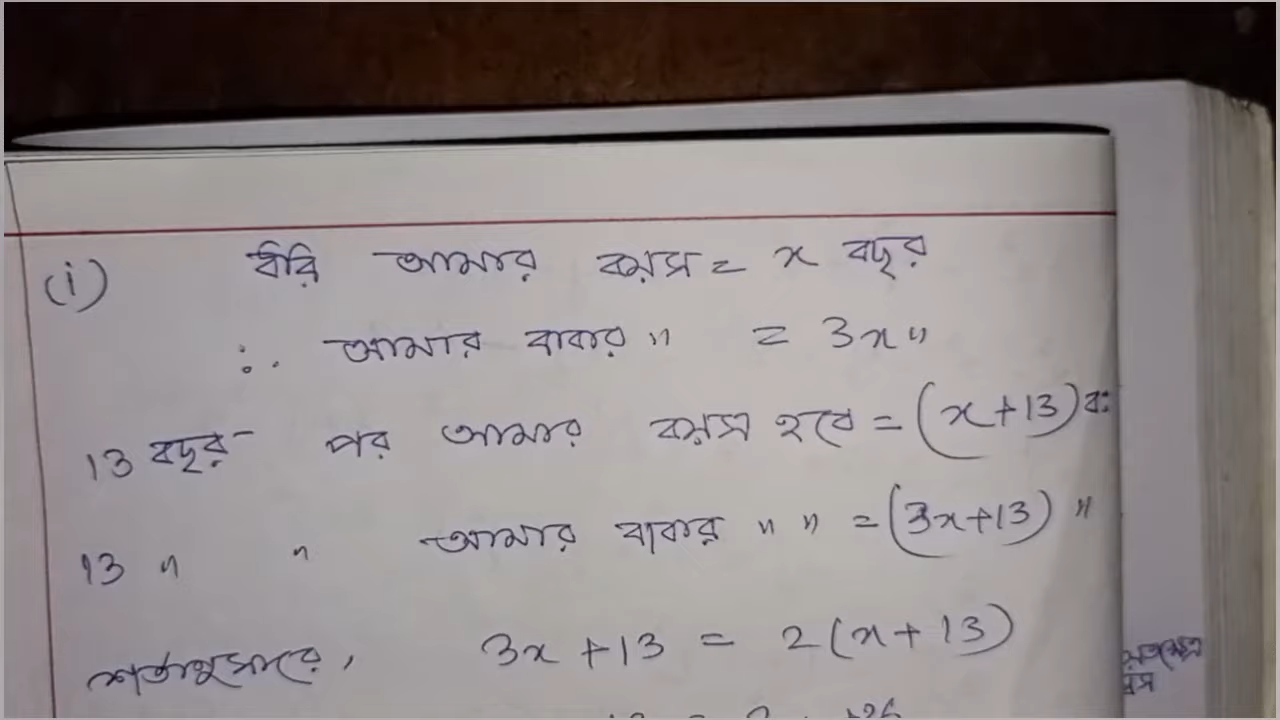 (i) ধরি আমার বয়স = x বছর
∴ আমার বাবার " = 3x "
13 বছর পর আমার বয়স হবে = (x+13) ব:
13 " " আমার বাবার " " = (3x+13) "
শর্তানুসারে, 3x + 13 = 2(x+13)